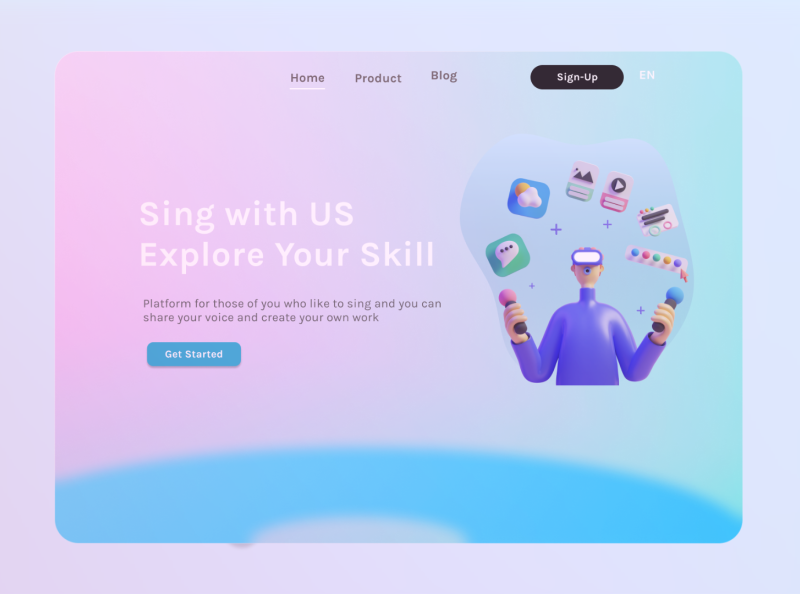 Home Product Blog Sign-Up EN
Sing with US
Explore Your Skill
Platform for those of you who like to sing and you can
share your voice and create your own work
Get Started